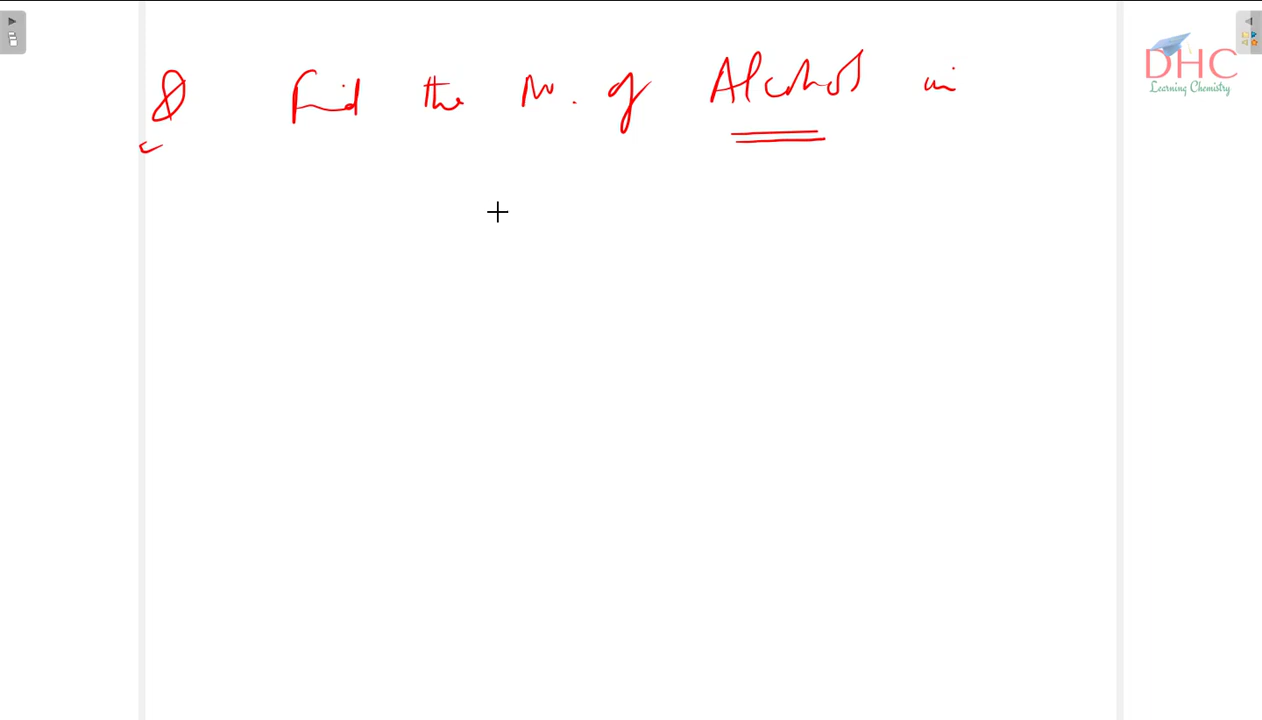 Q Find the No. of Alcohol in
DHC
Learning Chemistry